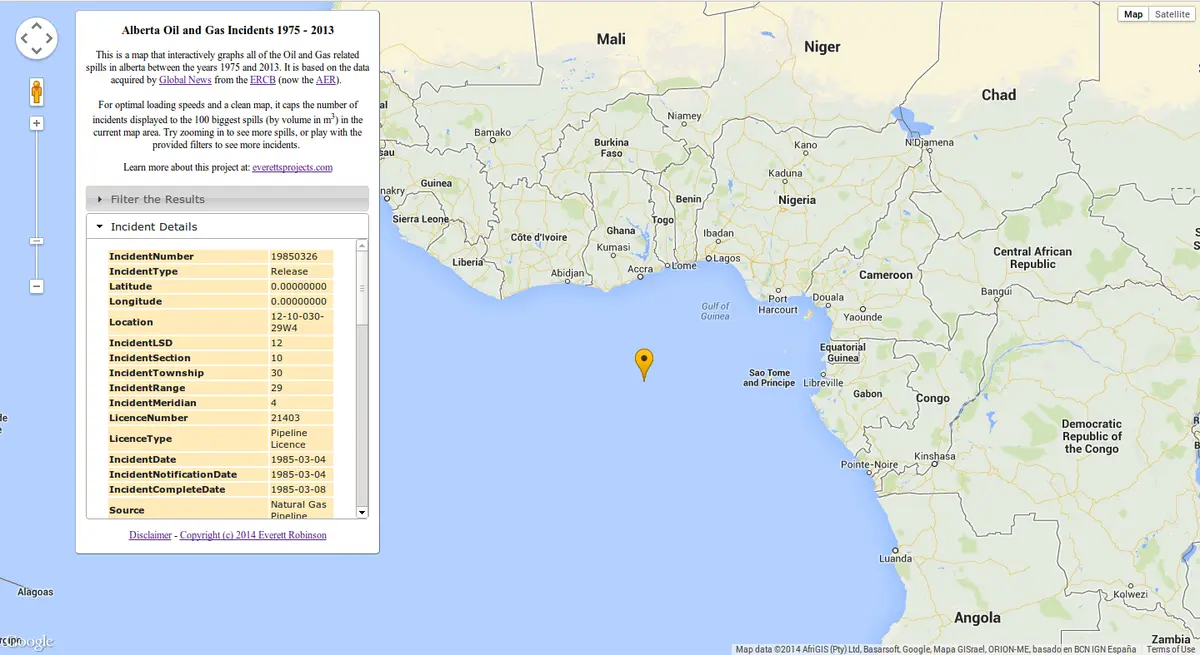 Alberta Oil and Gas Incidents 1975 - 2013
This is a map that interactively graphs all of the Oil and Gas related
spills in alberta between the years 1975 and 2013. It is based on the data
acquired by Global News from the ERCB (now the AER).
For optimal loading speeds and a clean map, it caps the number of
incidents displayed to the 100 biggest spills (by volume in m3) in the
current map area. Try zooming in to see more spills, or play with the
provided filters to see more incidents.
Learn more about this project at: everettsprojects.com
Filter the Results
Incident Details
IncidentNumber 19850326
IncidentType Release
Latitude 0.00000000
Longitude 0.00000000
Location 12-10-030-
29W4
IncidentLSD 12
IncidentSection 10
IncidentTownship 30
IncidentRange 29
IncidentMeridian 4
LicenceNumber 21403
LicenceType Pipeline
Licence
IncidentDate 1985-03-04
IncidentNotificationDate 1985-03-04
IncidentCompleteDate 1985-03-08
Source Natural Gas
Pipeline
Disclaimer - Copyright (c) 2014 Everett Robinson
Map Satellite
Mali
Niger
Chad
al
Niamey
Bamako
Burkina
Faso
Kano
N'Djamena
sau
Kaduna
Guinea
nakry
Benin
Nigeria
Sierra Leone
Togo
Ghana
Côte d'Ivoire
Ibadan
Kumasi
Central African
Republic
Liberia
Lagos
Lome
Accra
Abidjan
Cameroon
Bangui
Port
Harcourt
Douala
Gulf of
Guinea
Yaounde
Equatorial
Guinea
Sao Tome
and Principe
Libreville
Gabon
Congo
Democratic
Republic of
the Congo
Kinshasa
Pointe-Noire
Luanda
Alagoas
Kolwezi
Angola
Zambia
Google
Map data ©2014 AfriGIS (Pty) Ltd, Basarsoft, Google, Mapa GISrael, ORION-ME, basado en BCN IGN España Terms of Use